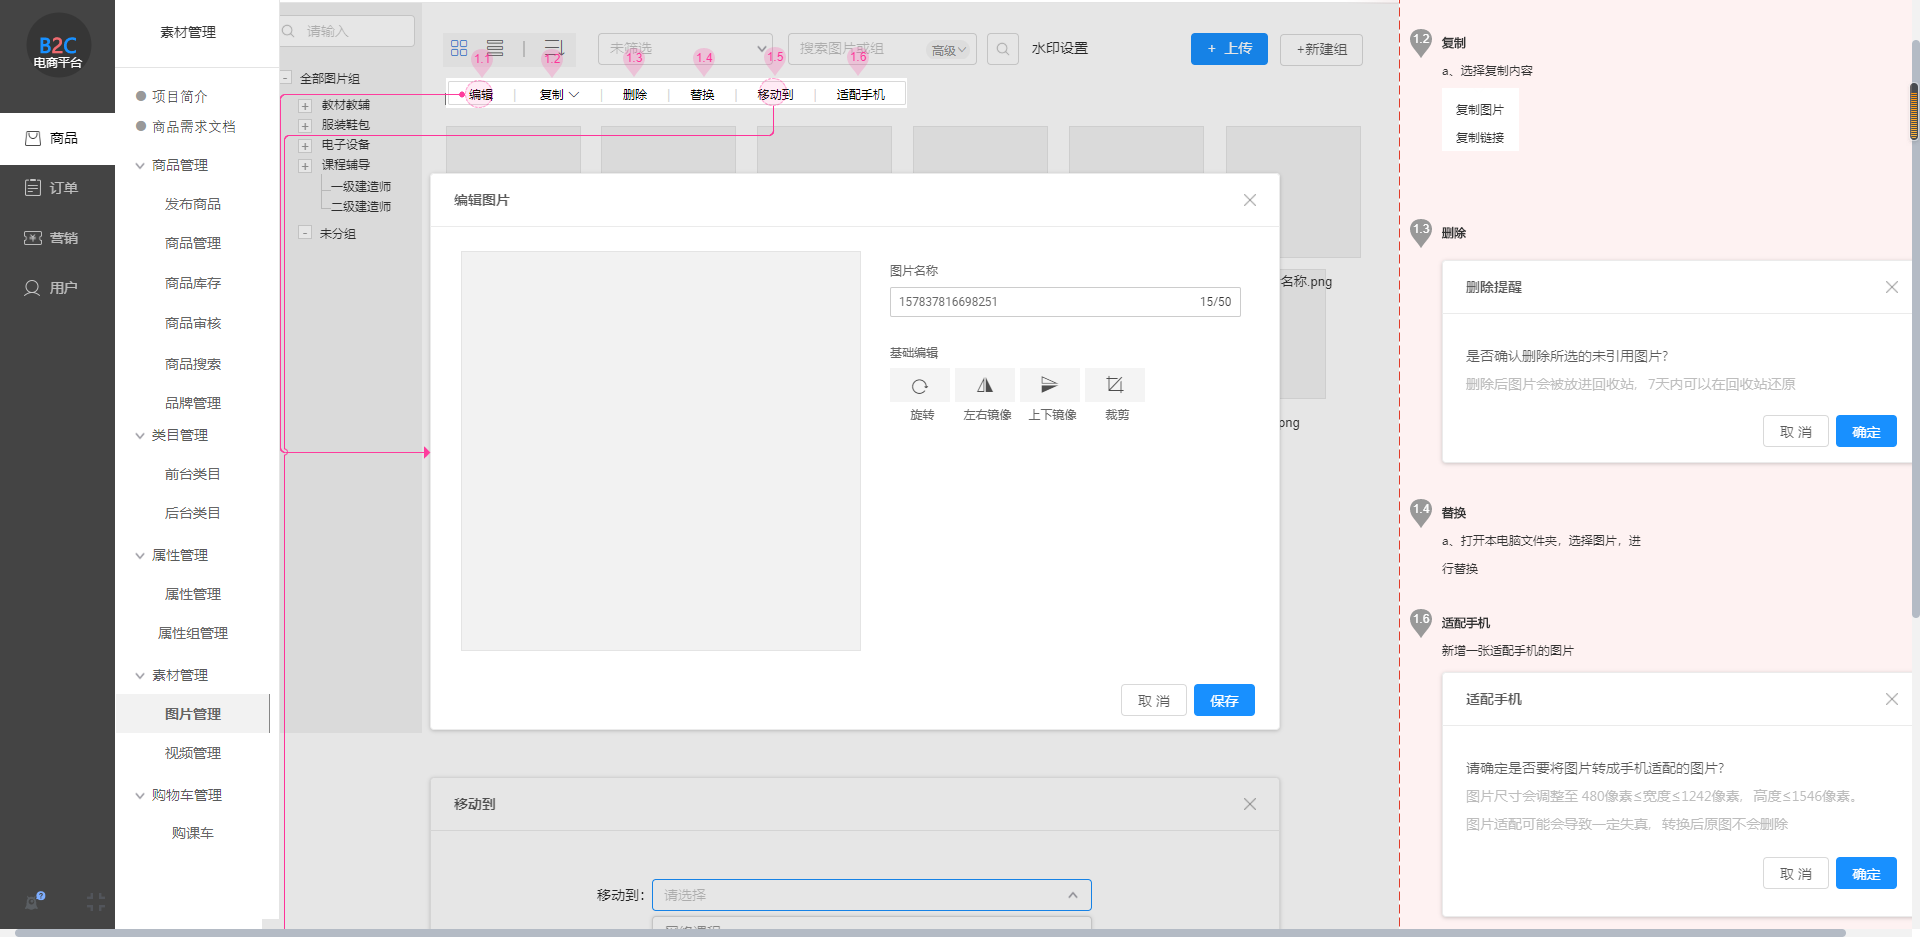 B2C
电商平台
商品
订单
营销
用户
?
素材管理
项目简介
商品需求文档
商品管理
发布商品
商品管理
商品库存
商品审核
商品搜索
品牌管理
类目管理
前台类目
后台类目
属性管理
属性管理
属性组管理
素材管理
图片管理
视频管理
购物车管理
购课车
请输入
全部图片组
教材教辅
服装鞋包
电子设备
课程辅导
一级建造师
二级建造师
未分组
未筛选
搜索图片或组
高级
水印设置
+ 上传
+新建组
1.1
1.2
1.3
1.4
1.5
1.6
编辑
复制
删除
替换
移动到
适配手机
名称.png
png
编辑图片
图片名称
157837816698251
15/50
基础编辑
旋转
左右镜像
上下镜像
裁剪
取 消
保存
移动到
移动到：
请选择
1.2
复制
a、选择复制内容
复制图片
复制链接
1.3
删除
删除提醒
是否确认删除所选的未引用图片?
删除后图片会被放进回收站，7天内可以在回收站还原
取 消
确定
1.4
替换
a、打开本电脑文件夹，选择图片，进
行替换
1.6
适配手机
新增一张适配手机的图片
适配手机
请确定是否要将图片转成手机适配的图片?
图片尺寸会调整至 480像素≤宽度≤1242像素，高度≤1546像素。
图片适配可能会导致一定失真，转换后原图不会删除
取 消
确定